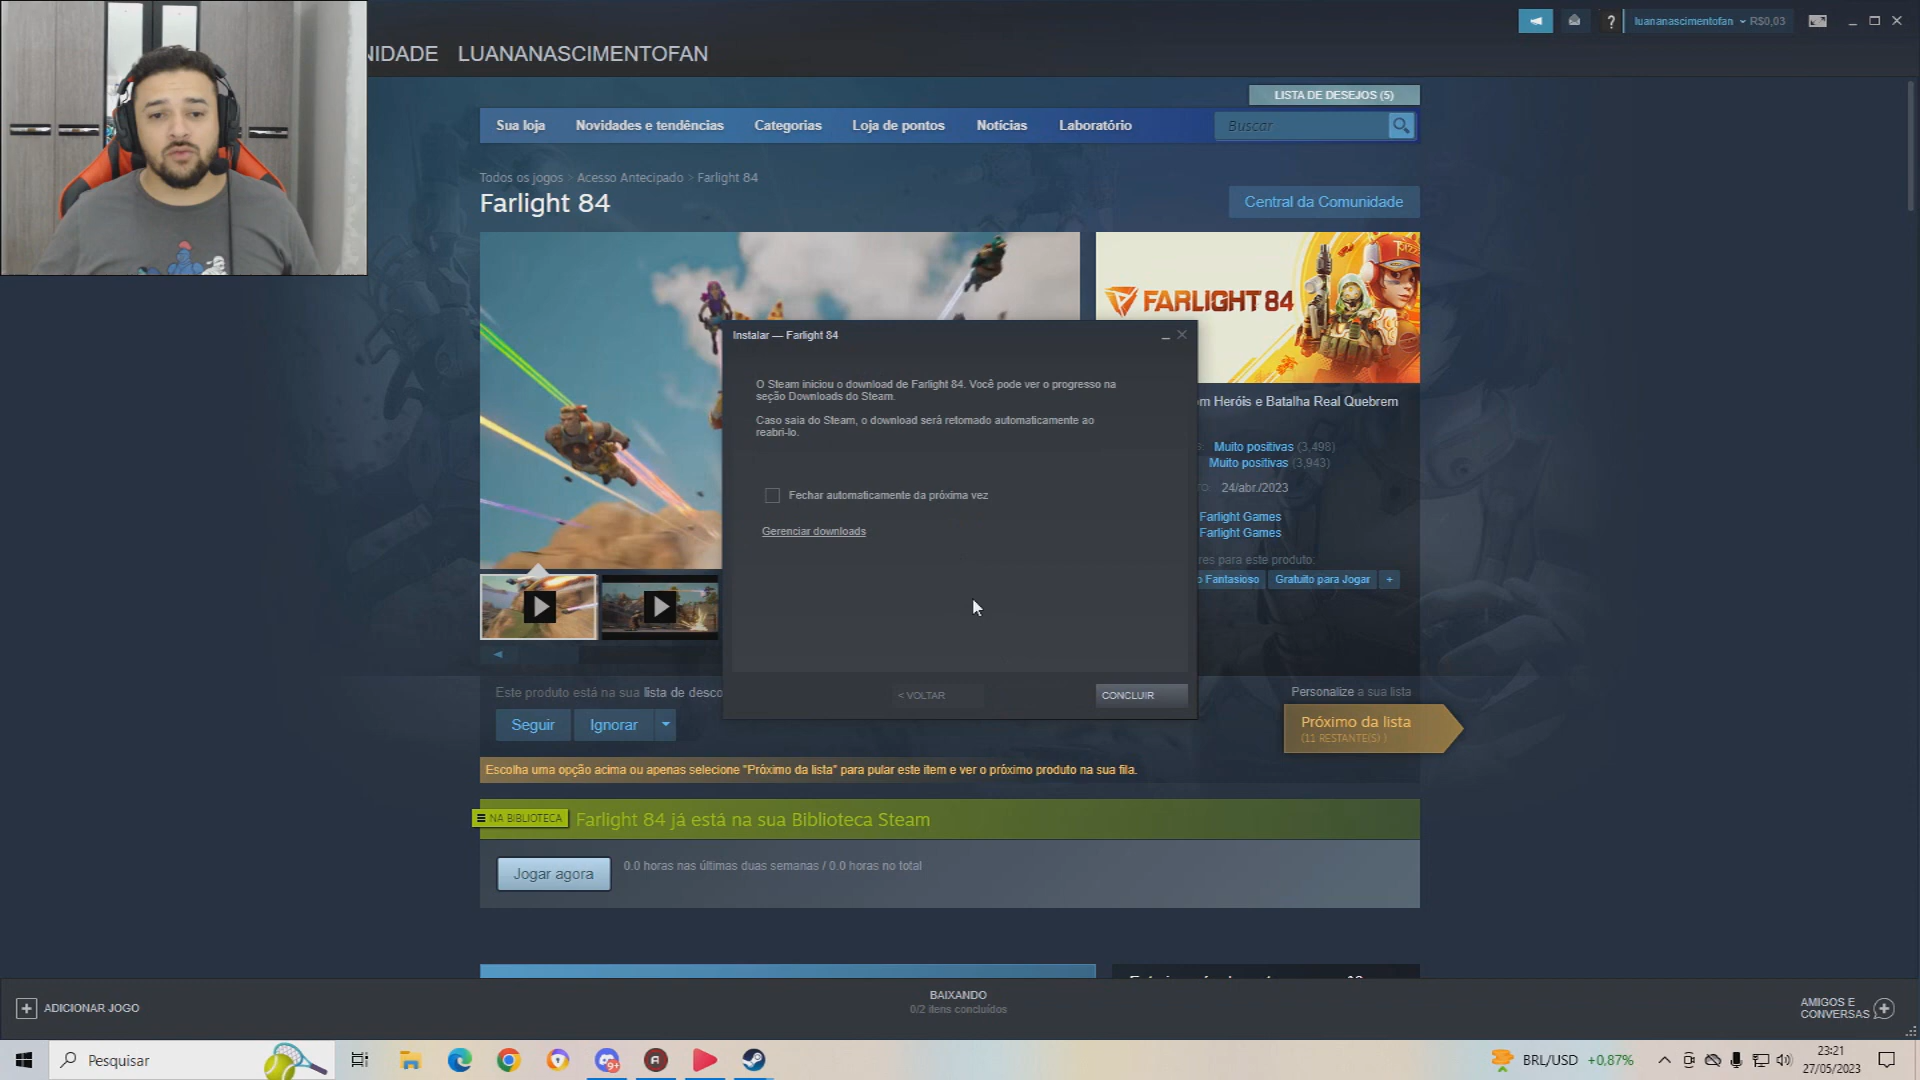 luananascimentofan
R$0,03
NIDADE
LUANANASCIMENTOFAN
LISTA DE DESEJOS (5)
Sua loja
Novidades e tendências
Categorias
Loja de pontos
Notícias
Laboratório
Buscar
Todos os jogos > Acesso Antecipado > Farlight 84
Farlight 84
Central da Comunidade
FARLIGHT 84
Instalar — Farlight 84
O Steam iniciou o download de Farlight 84. Você pode ver o progresso na
seção Downloads do Steam.
Caso saia do Steam, o download será retomado automaticamente ao
reabri-lo.
Fechar automaticamente da próxima vez
Gerenciar downloads
< VOLTAR
CONCLUIR
m Heróis e Batalha Real Quebrem
Muito positivas (3.498)
Muito positivas (3,943)
24/abr./2023
Farlight Games
Farlight Games
res para este produto:
o Fantasioso
Gratuito para Jogar
+
Este produto está na sua lista de desco
Personalize a sua lista
Seguir
Ignorar
Próximo da lista
(11 RESTANTE(S) )
Escolha uma opção acima ou apenas selecione "Próximo da lista" para pular este item e ver o próximo produto na sua fila.
NA BIBLIOTECA
Farlight 84 já está na sua Biblioteca Steam
Jogar agora
0.0 horas nas últimas duas semanas / 0.0 horas no total
ADICIONAR JOGO
BAIXANDO
0/2 itens concluídos
AMIGOS E
CONVERSAS
Pesquisar
9+
BRL/USD +0,87%
23:21
27/05/2023